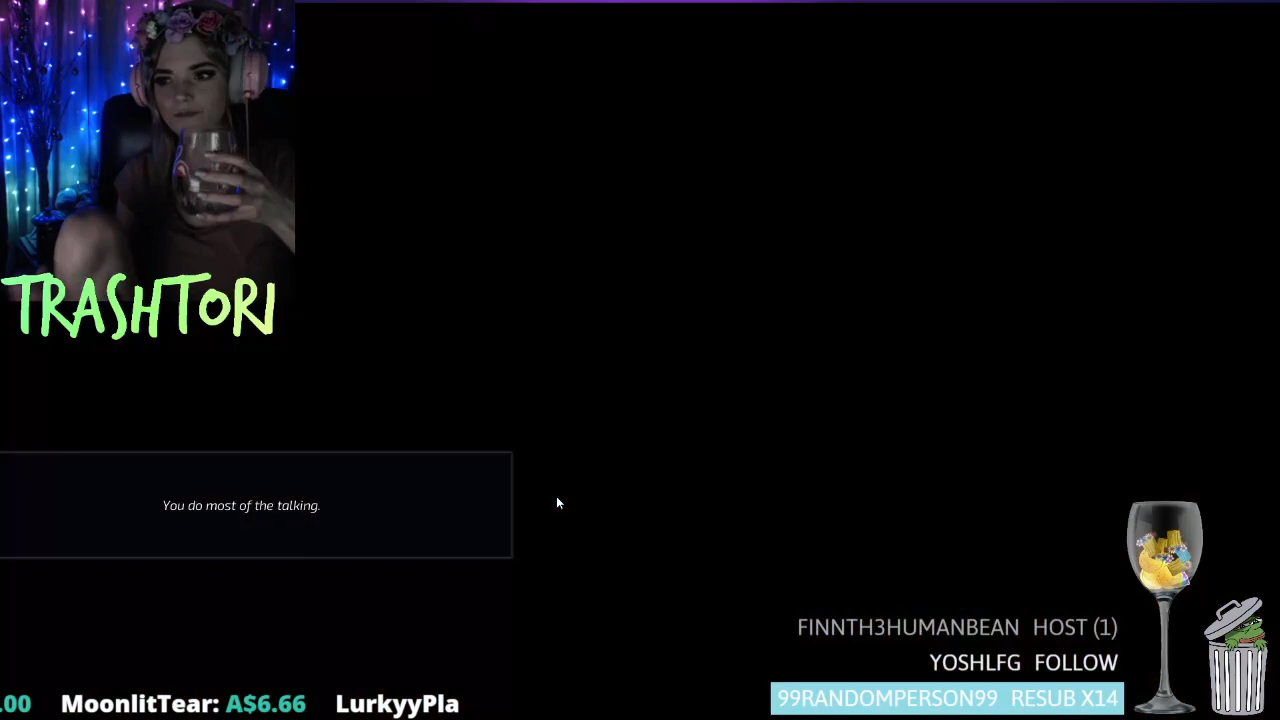 TRASHTORI
You do most of the talking.
FINNTH3HUMANBEAN HOST (1)
YOSHLFG FOLLOW
99RANDOMPERSON99 RESUB X14
.00 MoonlitTear: A$6.66 LurkyyPla